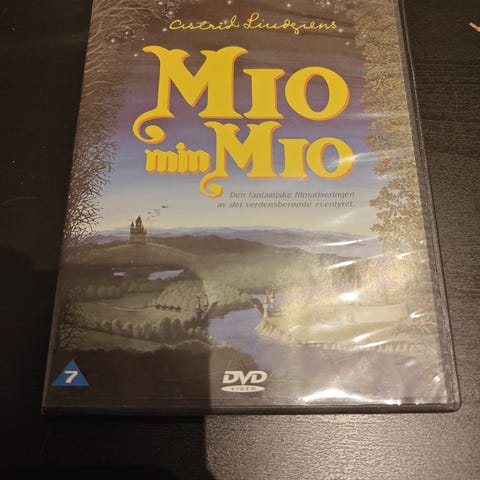 Astrid Lindgrens
MIO
min MIO
Den fantastiske filmatiseringen
av det verdensberømte eventyret.
7
DVD
VIDEO